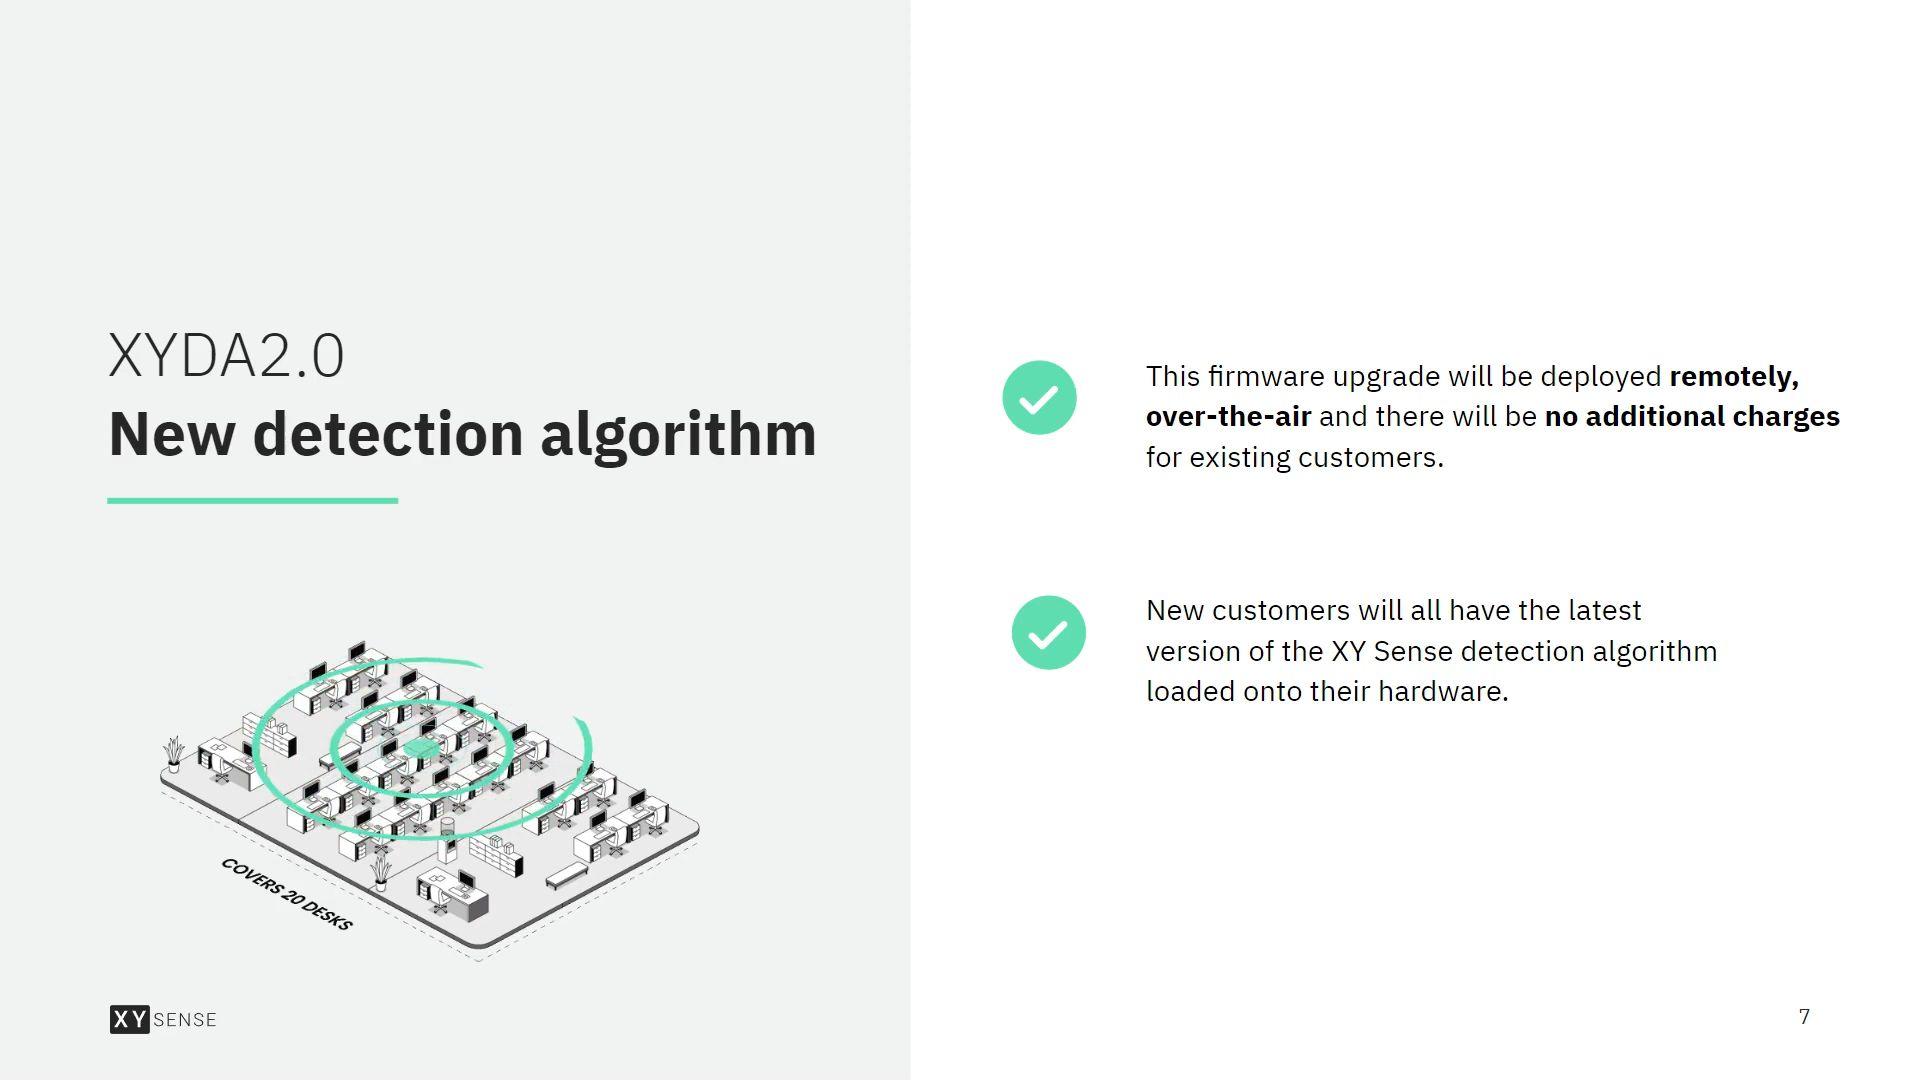 XYDA2.0
New detection algorithm
COVERS 20 DESKS
XY SENSE
This firmware upgrade will be deployed remotely,
over-the-air and there will be no additional charges
for existing customers.
New customers will all have the latest
version of the XY Sense detection algorithm
loaded onto their hardware.
7